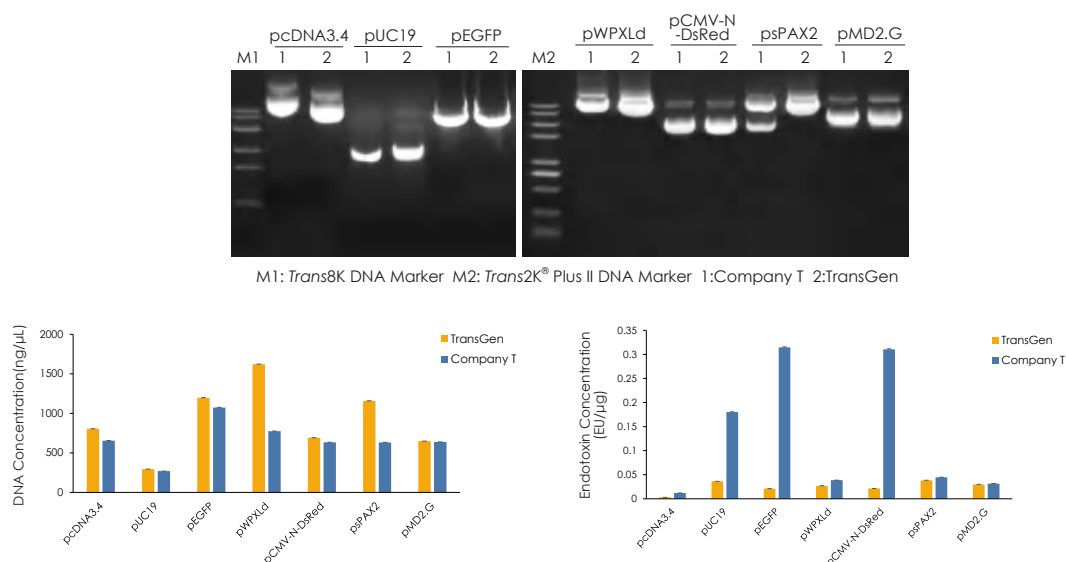 pcDNA3.4 pUC19 pEGFP
M1 1 2 1 2 1 2
pWPXLd pCMV-N-DsRed psPAX2 pMD2.G
M2 1 2 1 2 1 2 1 2
M1: Trans8K DNA Marker M2: Trans2K® Plus II DNA Marker 1:Company T 2:TransGen
DNA Concentration(ng/μL)
2000
1500
1000
500
0
TransGen
Company T
pcDNA3.4
pUC19
pEGFP
pWPXLd
pCMV-N-DsRed
psPAX2
pMD2.G
Endotoxin Concentration
(EU/μg)
0.35
0.3
0.25
0.2
0.15
0.1
0.05
0
TransGen
Company T
pcDNA3.4
pUC19
pEGFP
pWPXLd
pCMV-N-DsRed
psPAX2
pMD2.G